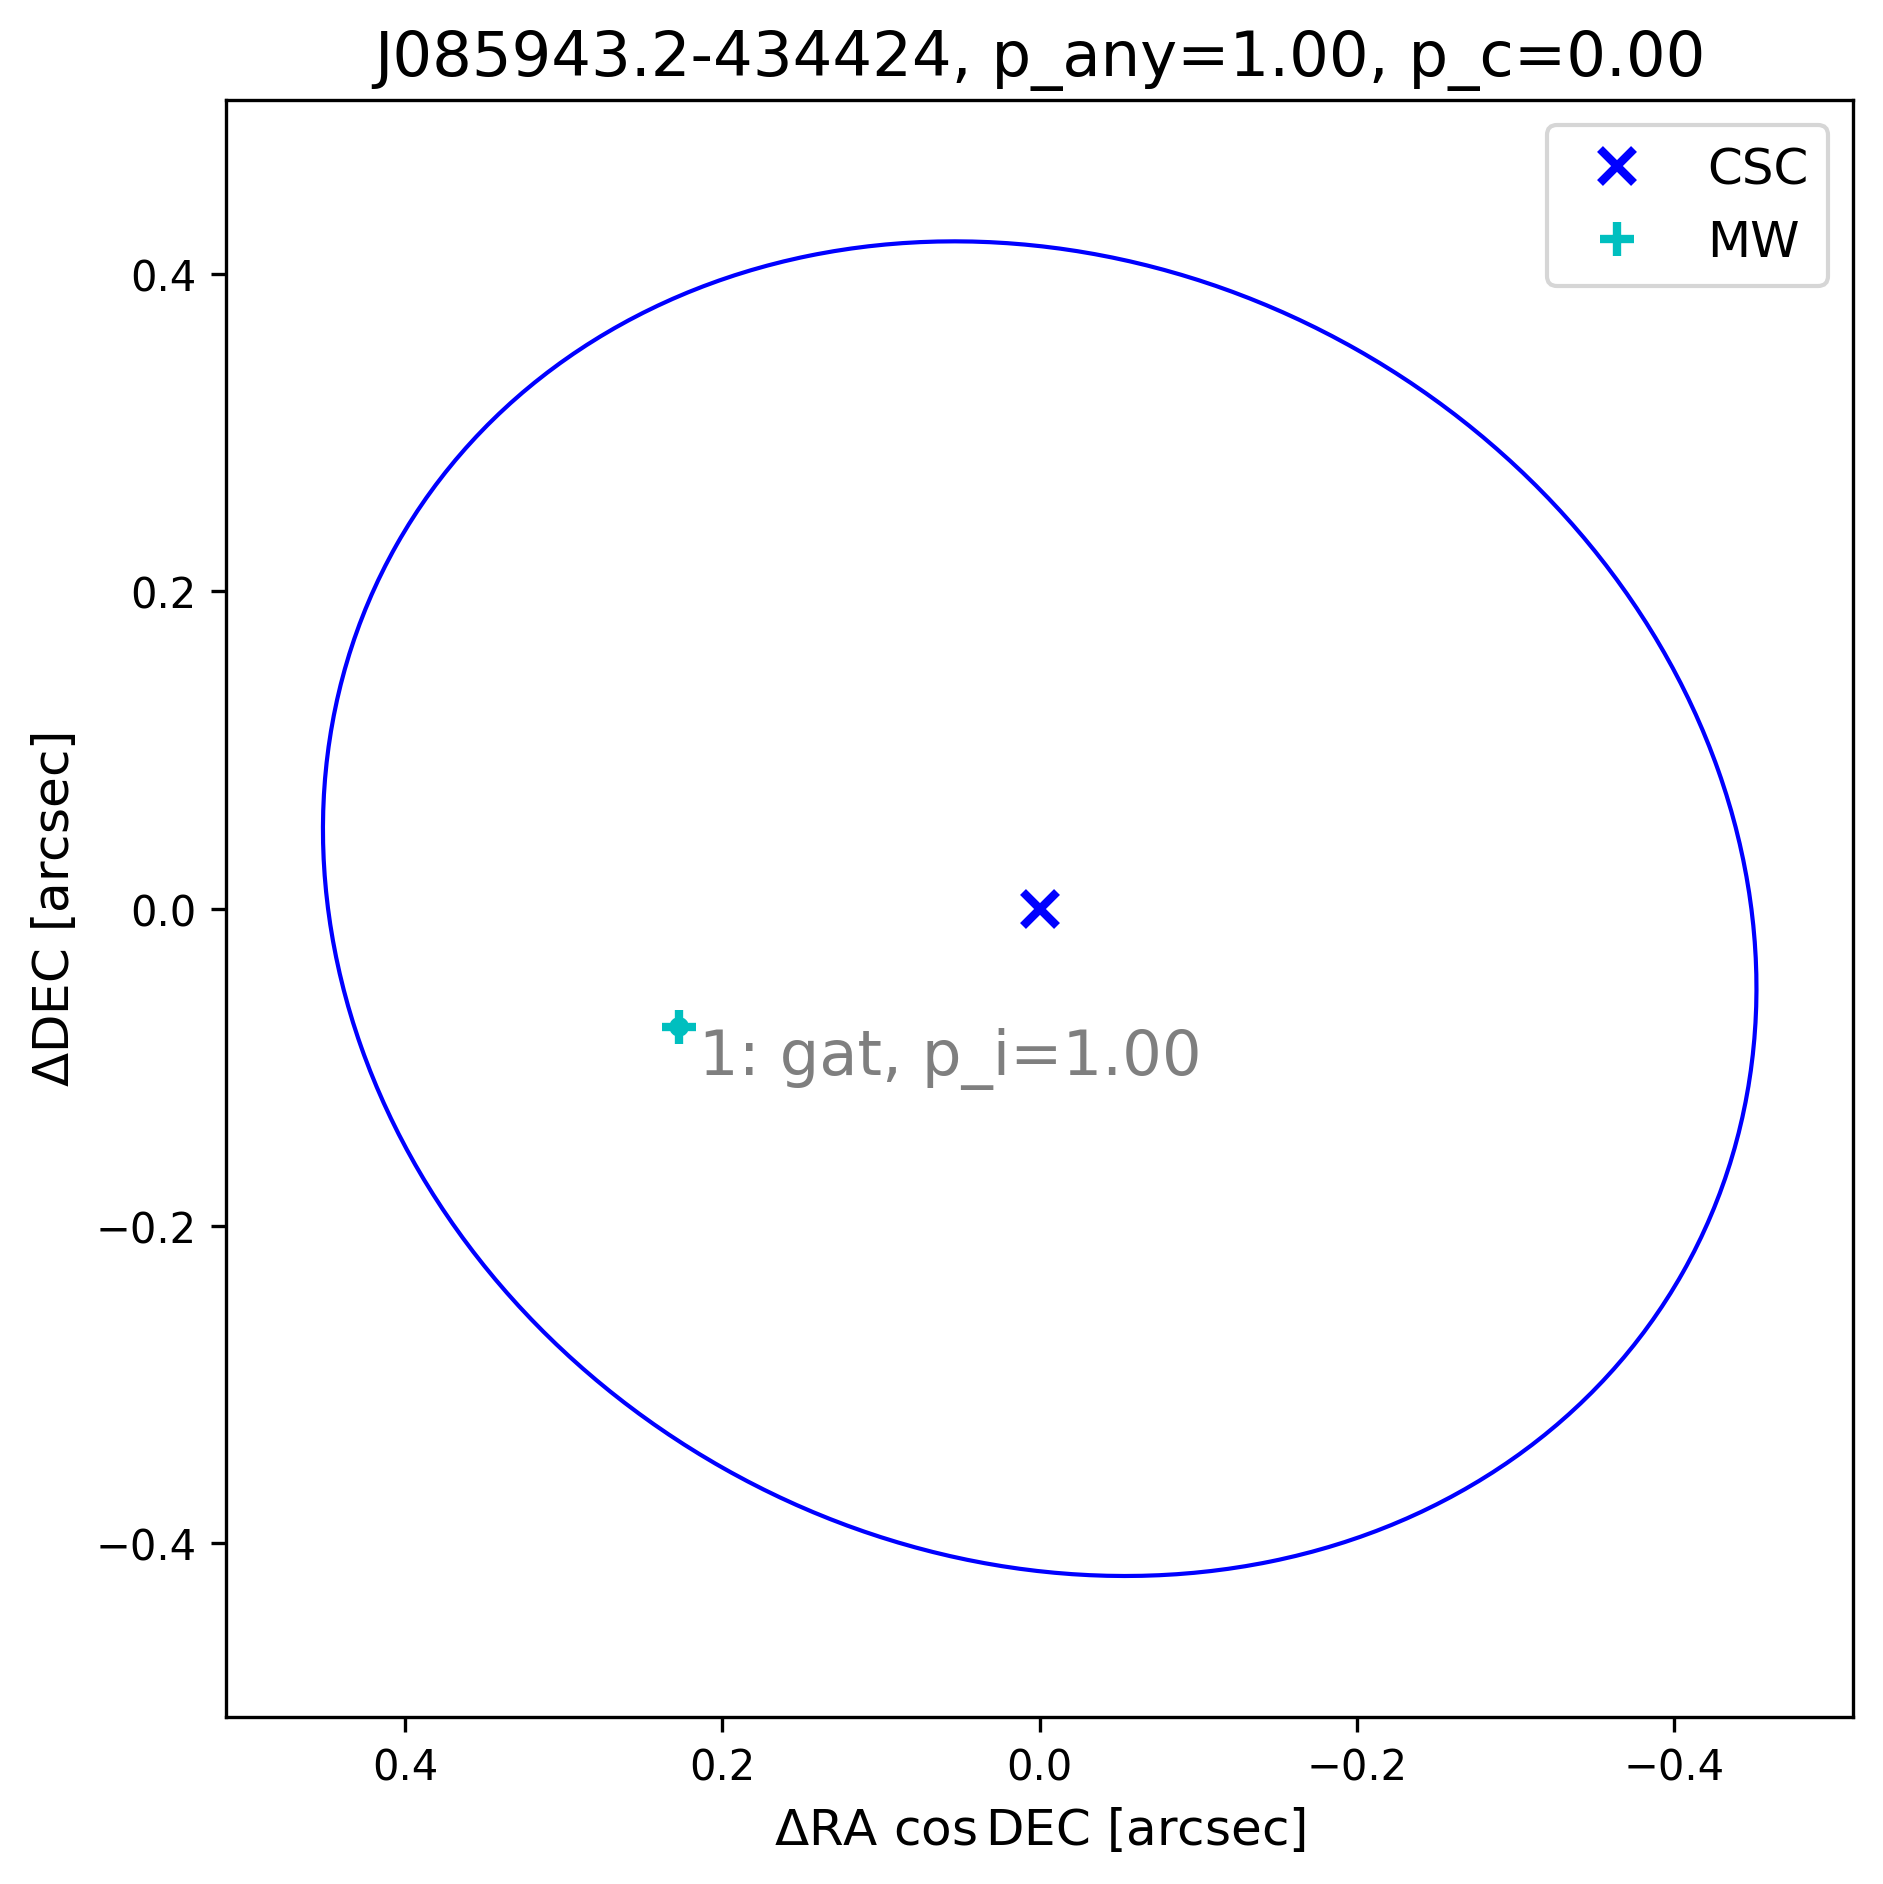 J085943.2-434424, p_any=1.00, p_c=0.00
CSC
MW
0.4
0.2
0.0
−0.2
−0.4
ΔDEC [arcsec]
1: gat, p_i=1.00
0.4
0.2
0.0
−0.2
−0.4
ΔRA cos DEC [arcsec]